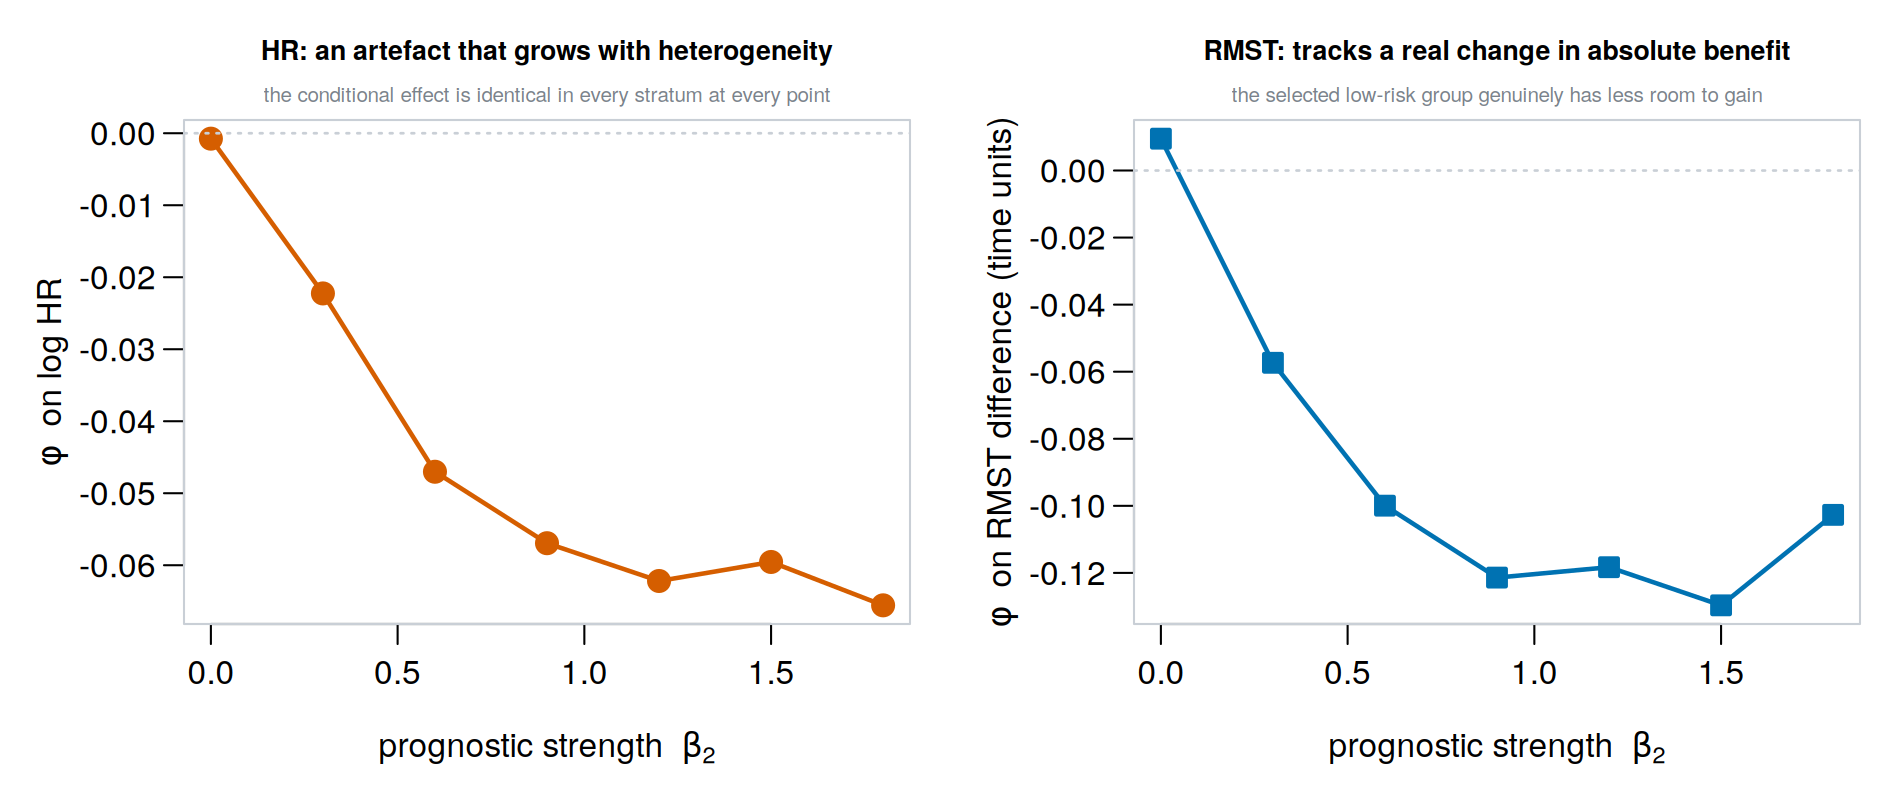 HR: an artefact that grows with heterogeneity
the conditional effect is identical in every stratum at every point
φ on log HR
0.00
-0.01
-0.02
-0.03
-0.04
-0.05
-0.06
0.0 0.5 1.0 1.5
prognostic strength β₂
RMST: tracks a real change in absolute benefit
the selected low-risk group genuinely has less room to gain
φ on RMST difference (time units)
0.00
-0.02
-0.04
-0.06
-0.08
-0.10
-0.12
0.0 0.5 1.0 1.5
prognostic strength β₂